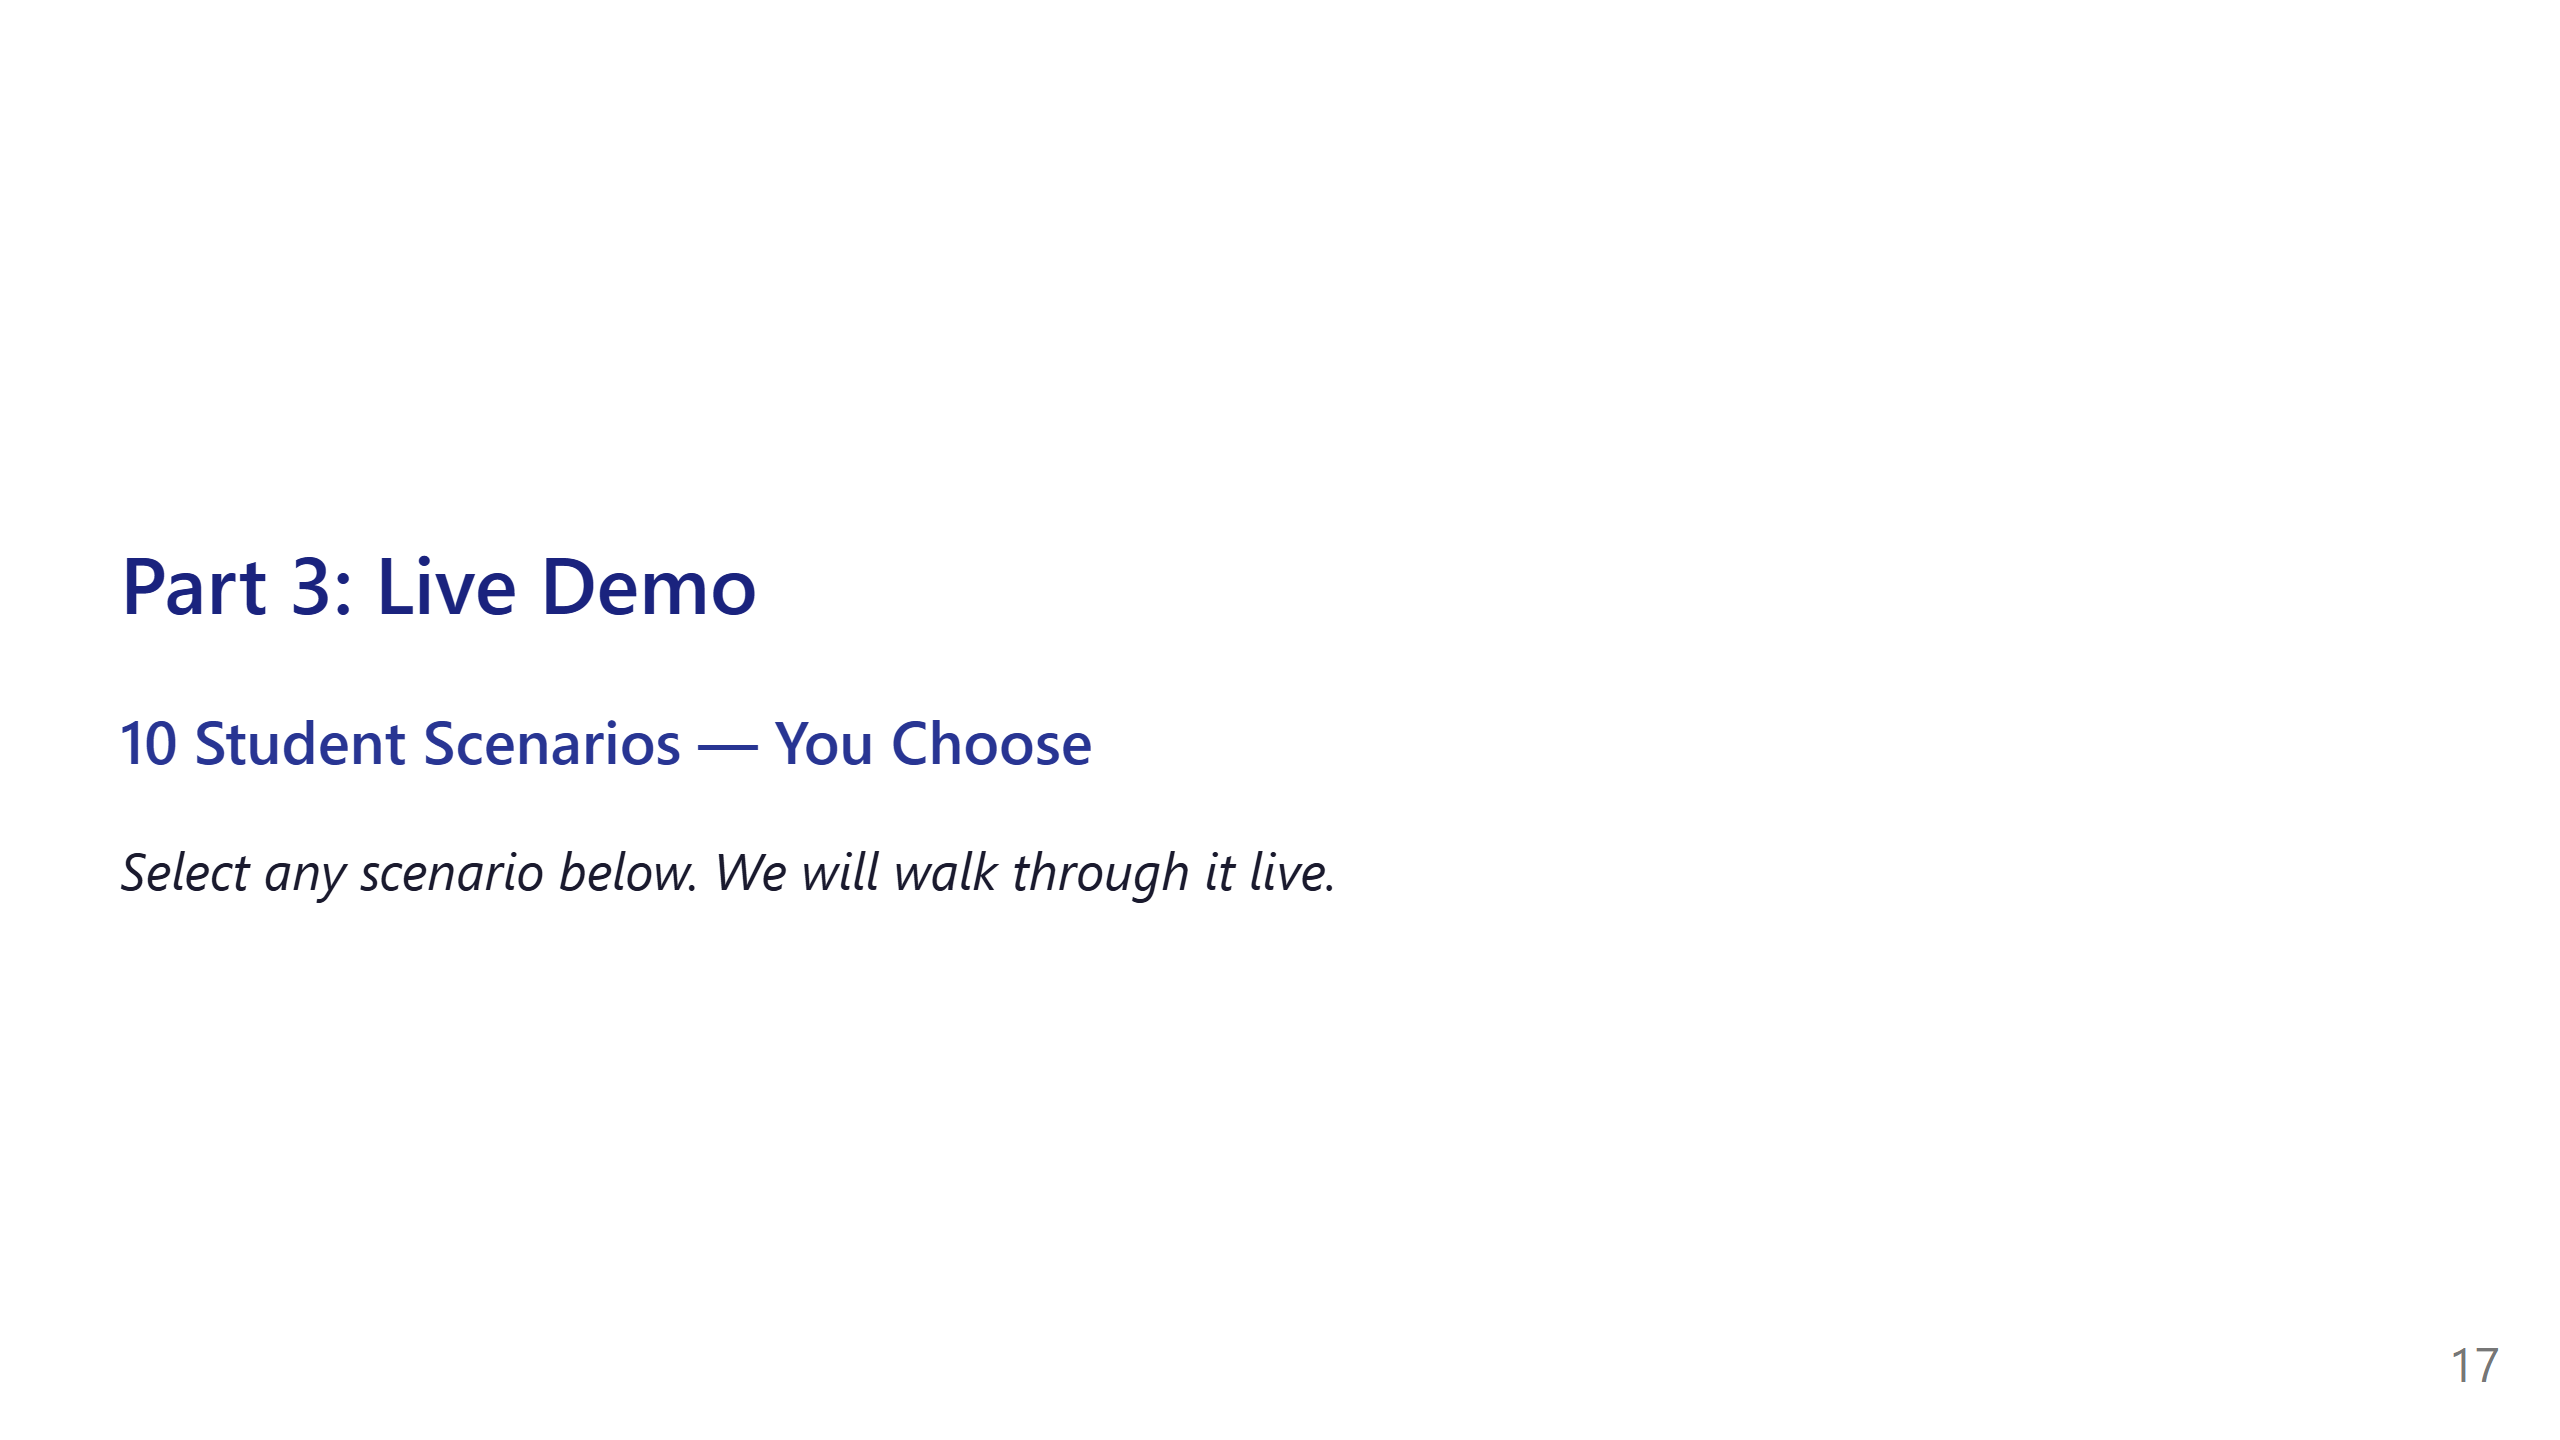 Part 3: Live Demo
10 Student Scenarios — You Choose
Select any scenario below. We will walk through it live.
17